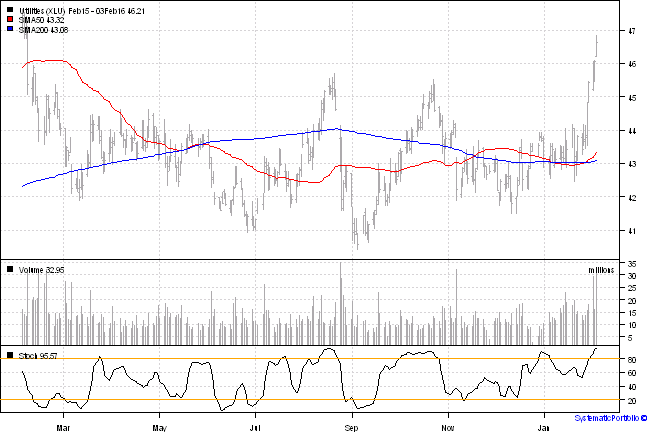 Utilities (XLU) Feb15 - 03Feb16 46.21
SMA50 43.32
SMA200 43.08
47
46
45
44
43
42
41
Volume 32.95
millions
35
30
25
20
15
10
5
Stoch 95.57
80
60
40
20
Mar May Jul Sep Nov Jan
SystematicPortfolio ©